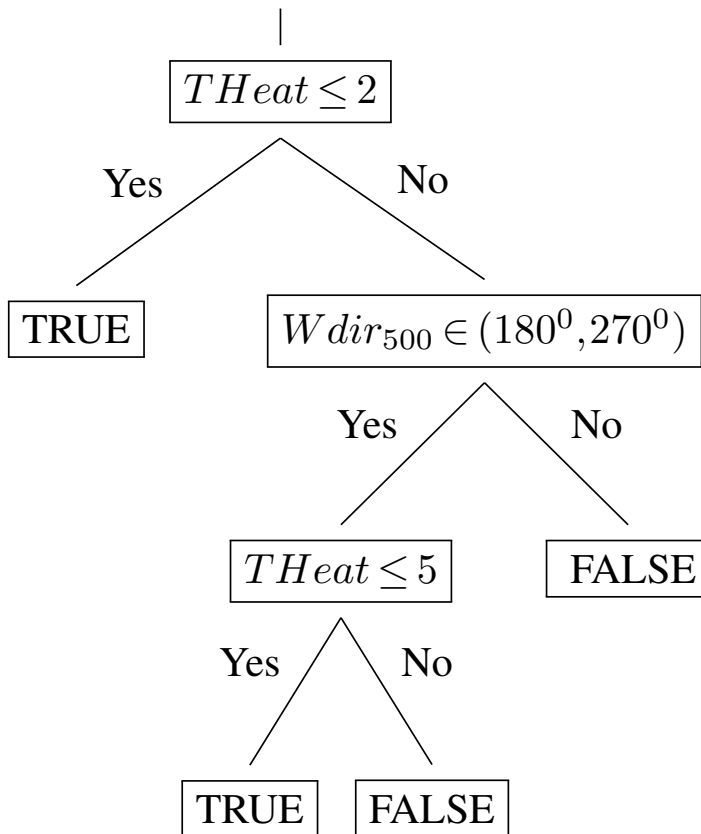 THeat ≤ 2
Yes No
TRUE Wdir₅₀₀ ∈ (180⁰,270⁰)
Yes No
THeat ≤ 5 FALSE
Yes No
TRUE FALSE